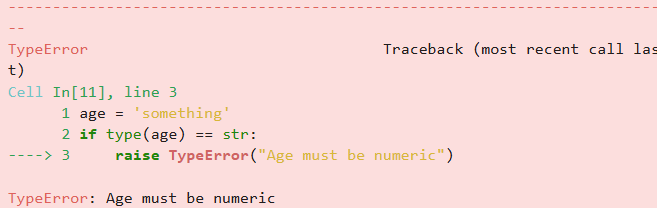 ---------------------------------------------------------------------------
TypeError                                 Traceback (most recent call las
t)
Cell In[11], line 3
      1 age = 'something'
      2 if type(age) == str:
----> 3     raise TypeError("Age must be numeric")
TypeError: Age must be numeric